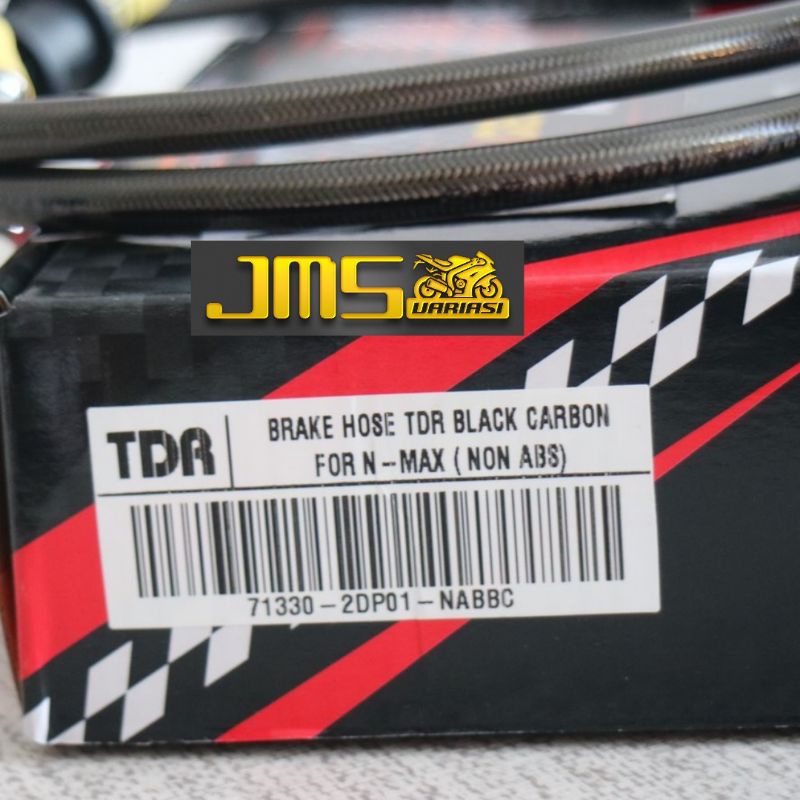 JMS
VARIASI
TDR
BRAKE HOSE TDR BLACK CARBON
FOR N-MAX (NON ABS)
71330-2DP01-NABBC